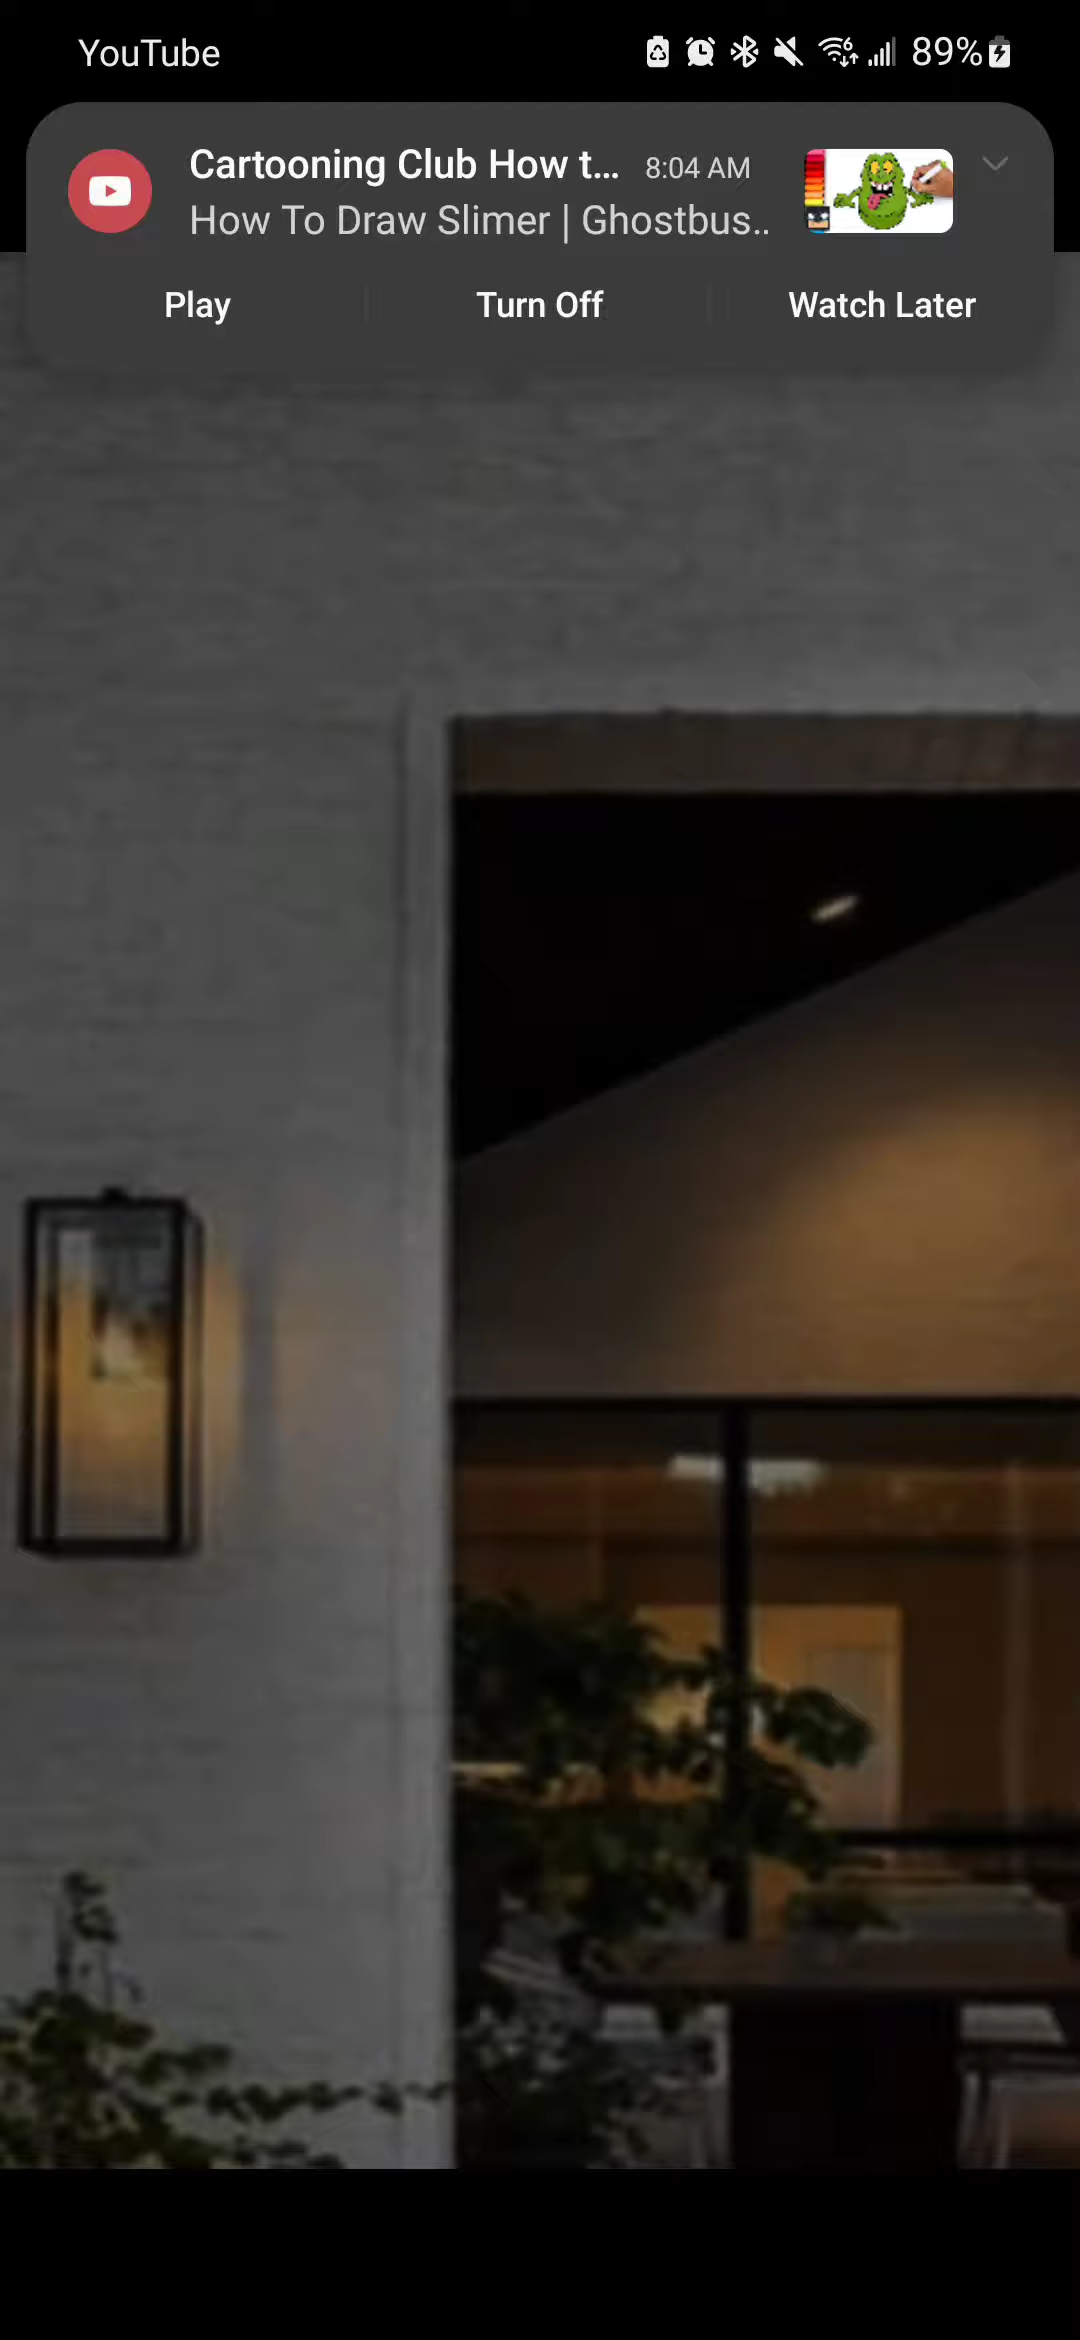 YouTube
89%
Cartooning Club How t... 8:04 AM
How To Draw Slimer | Ghostbus..
Play
Turn Off
Watch Later